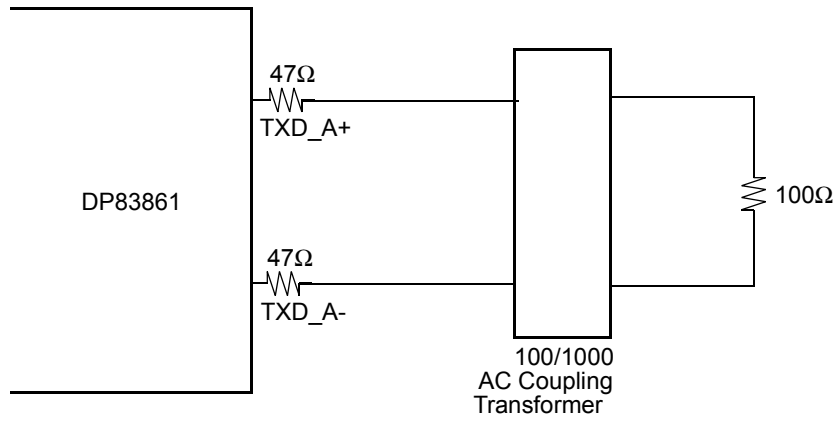 47Ω
TXD_A+
DP83861
100Ω
47Ω
TXD_A-
100/1000
AC Coupling
Transformer